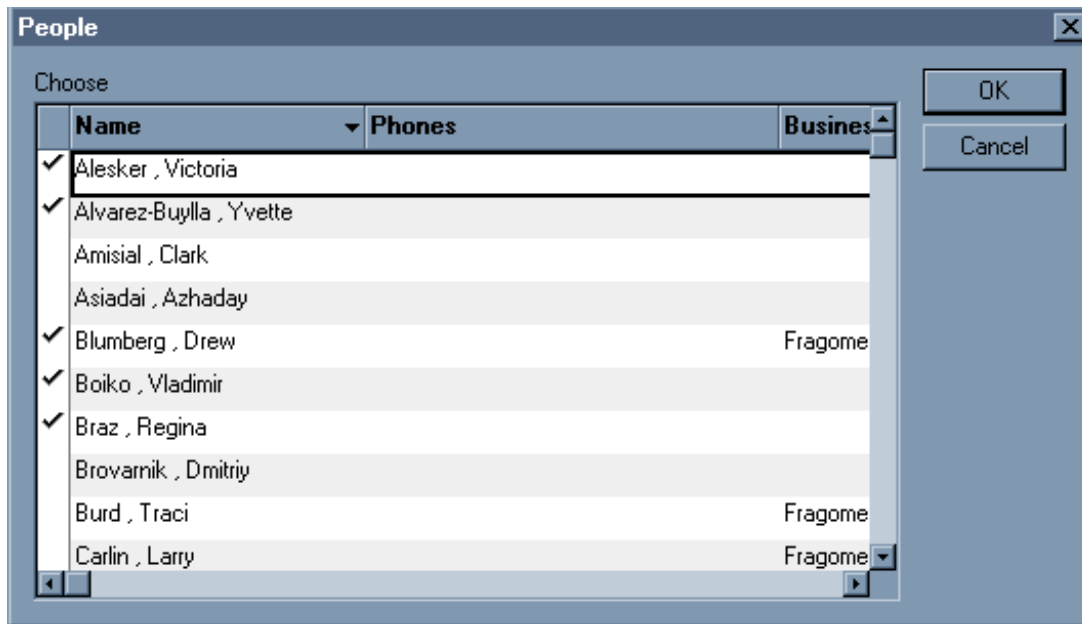 People
Choose
OK
Name Phones Busines
Cancel
Alesker , Victoria
Alvarez-Buylla , Yvette
Amisial , Clark
Asiadai , Azhaday
Blumberg , Drew Fragome
Boiko , Vladimir
Braz , Regina
Brovarnik , Dmitriy
Burd , Traci Fragome
Carlin , Larry Fragome